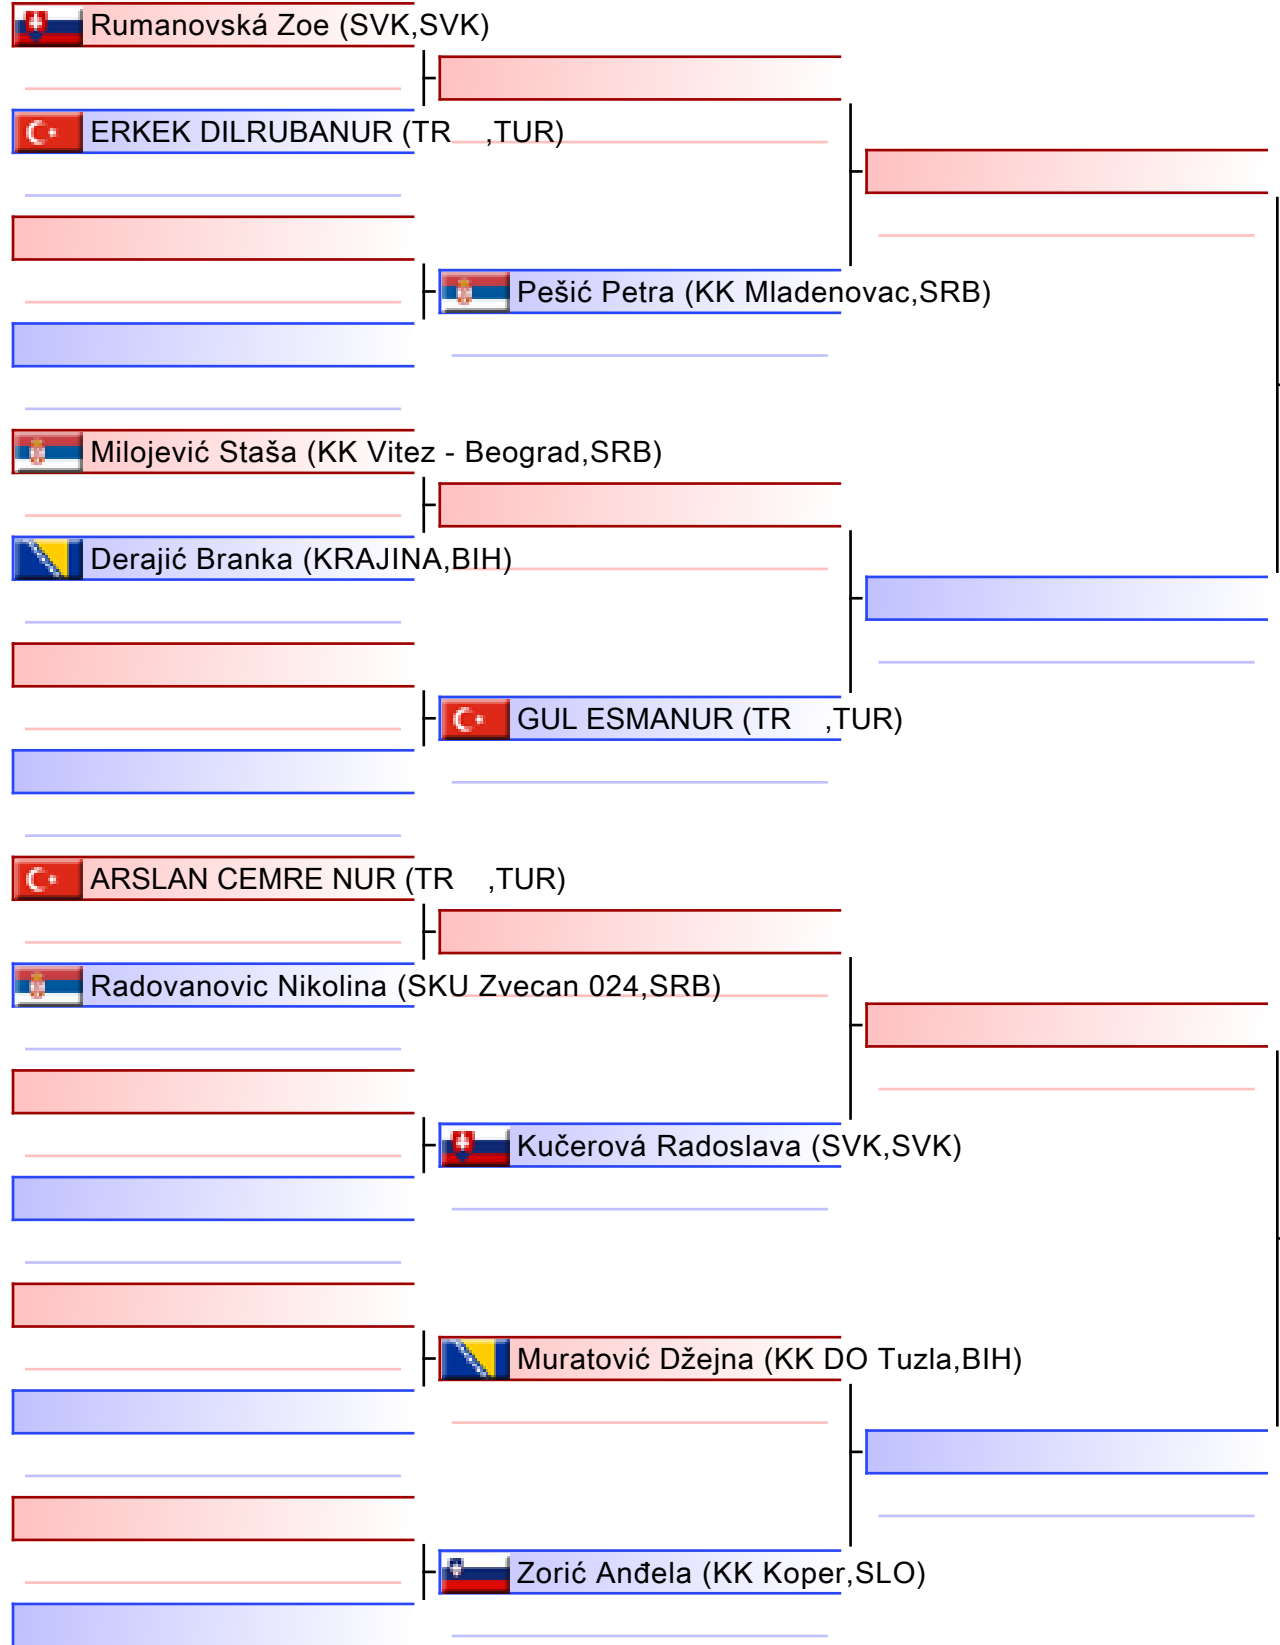 Rumanovská Zoe (SVK,SVK)
ERKEK DILRUBANUR (TR ,TUR)
Pešić Petra (KK Mladenovac,SRB)
Milojević Staša (KK Vitez - Beograd,SRB)
Derajić Branka (KRAJINA,BIH)
GUL ESMANUR (TR ,TUR)
ARSLAN CEMRE NUR (TR ,TUR)
Radovanovic Nikolina (SKU Zvecan 024,SRB)
Kučerová Radoslava (SVK,SVK)
Muratović Džejna (KK DO Tuzla,BIH)
Zorić Anđela (KK Koper,SLO)